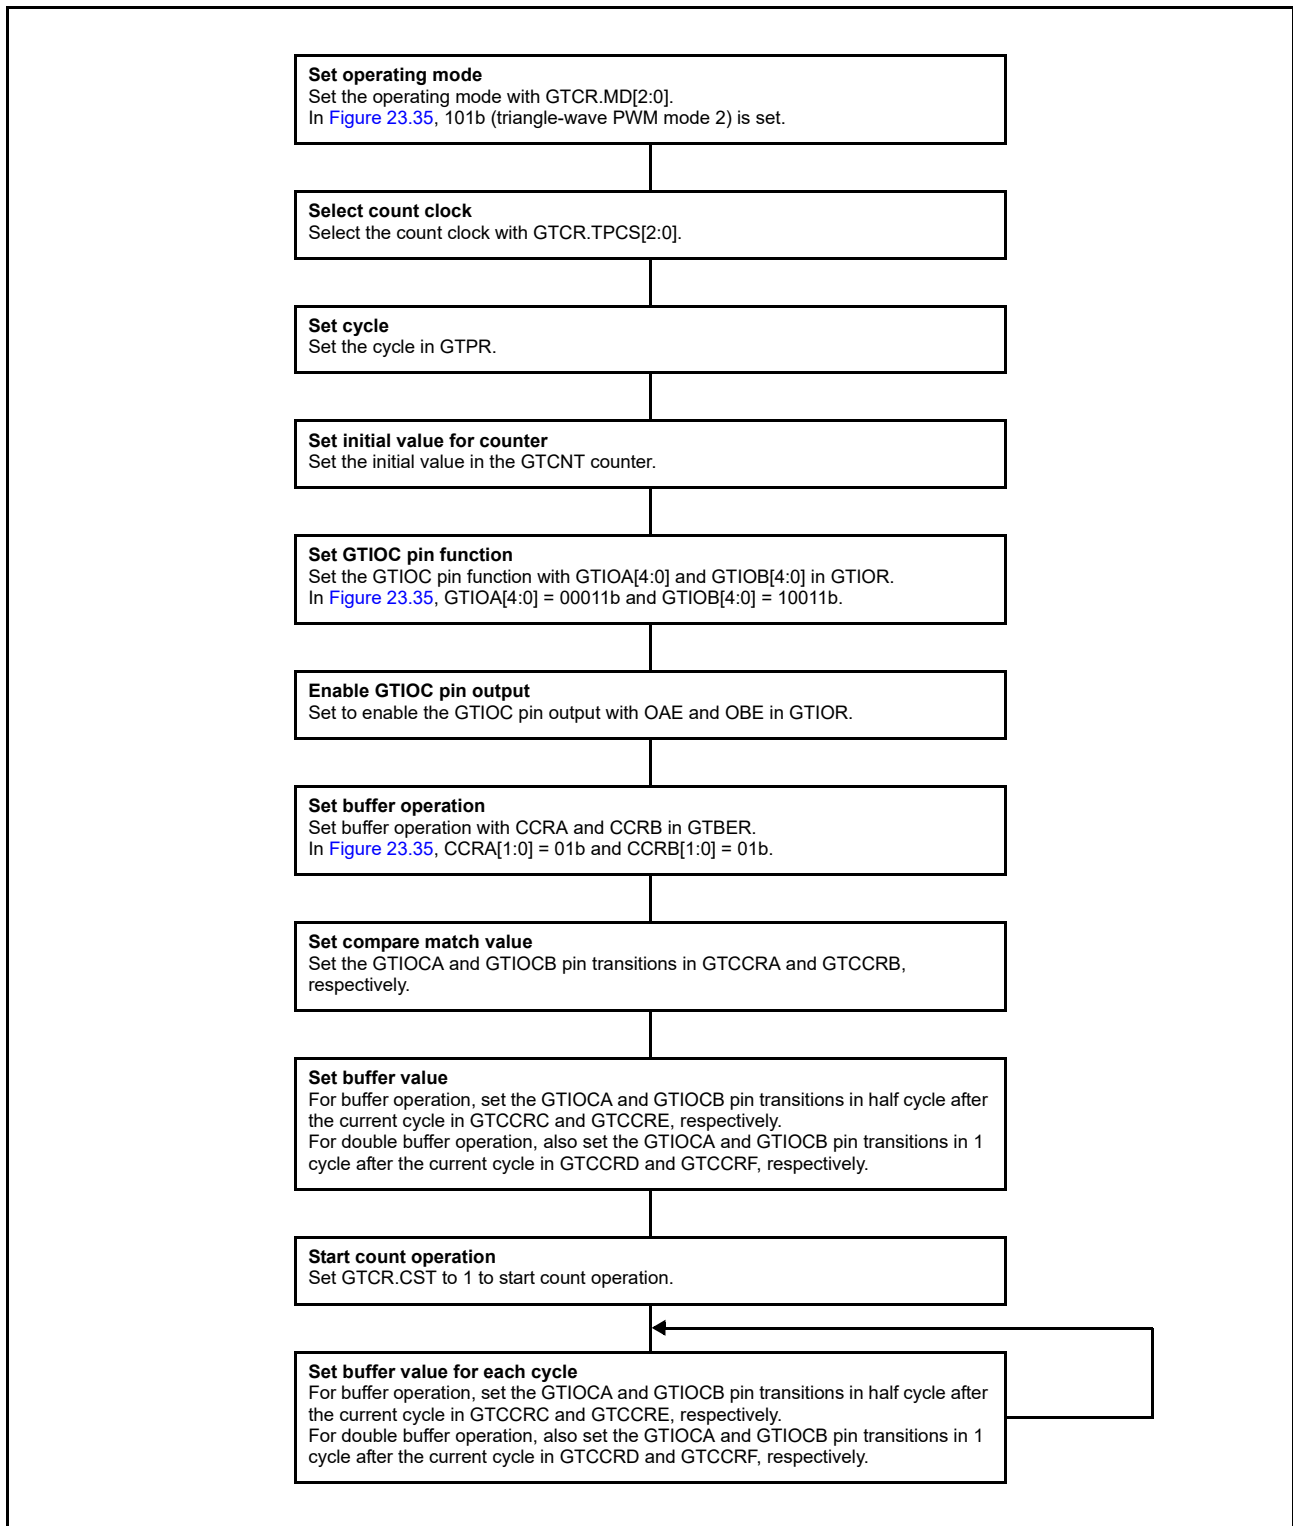 Set operating mode
Set the operating mode with GTCR.MD[2:0].
In Figure 23.35, 101b (triangle-wave PWM mode 2) is set.
Select count clock
Select the count clock with GTCR.TPCS[2:0].
Set cycle
Set the cycle in GTPR.
Set initial value for counter
Set the initial value in the GTCNT counter.
Set GTIOC pin function
Set the GTIOC pin function with GTIOA[4:0] and GTIOB[4:0] in GTIOR.
In Figure 23.35, GTIOA[4:0] = 00011b and GTIOB[4:0] = 10011b.
Enable GTIOC pin output
Set to enable the GTIOC pin output with OAE and OBE in GTIOR.
Set buffer operation
Set buffer operation with CCRA and CCRB in GTBER.
In Figure 23.35, CCRA[1:0] = 01b and CCRB[1:0] = 01b.
Set compare match value
Set the GTIOCA and GTIOCB pin transitions in GTCCRA and GTCCRB,
respectively.
Set buffer value
For buffer operation, set the GTIOCA and GTIOCB pin transitions in half cycle after
the current cycle in GTCCRC and GTCCRE, respectively.
For double buffer operation, also set the GTIOCA and GTIOCB pin transitions in 1
cycle after the current cycle in GTCCRD and GTCCRF, respectively.
Start count operation
Set GTCR.CST to 1 to start count operation.
Set buffer value for each cycle
For buffer operation, set the GTIOCA and GTIOCB pin transitions in half cycle after
the current cycle in GTCCRC and GTCCRE, respectively.
For double buffer operation, also set the GTIOCA and GTIOCB pin transitions in 1
cycle after the current cycle in GTCCRD and GTCCRF, respectively.